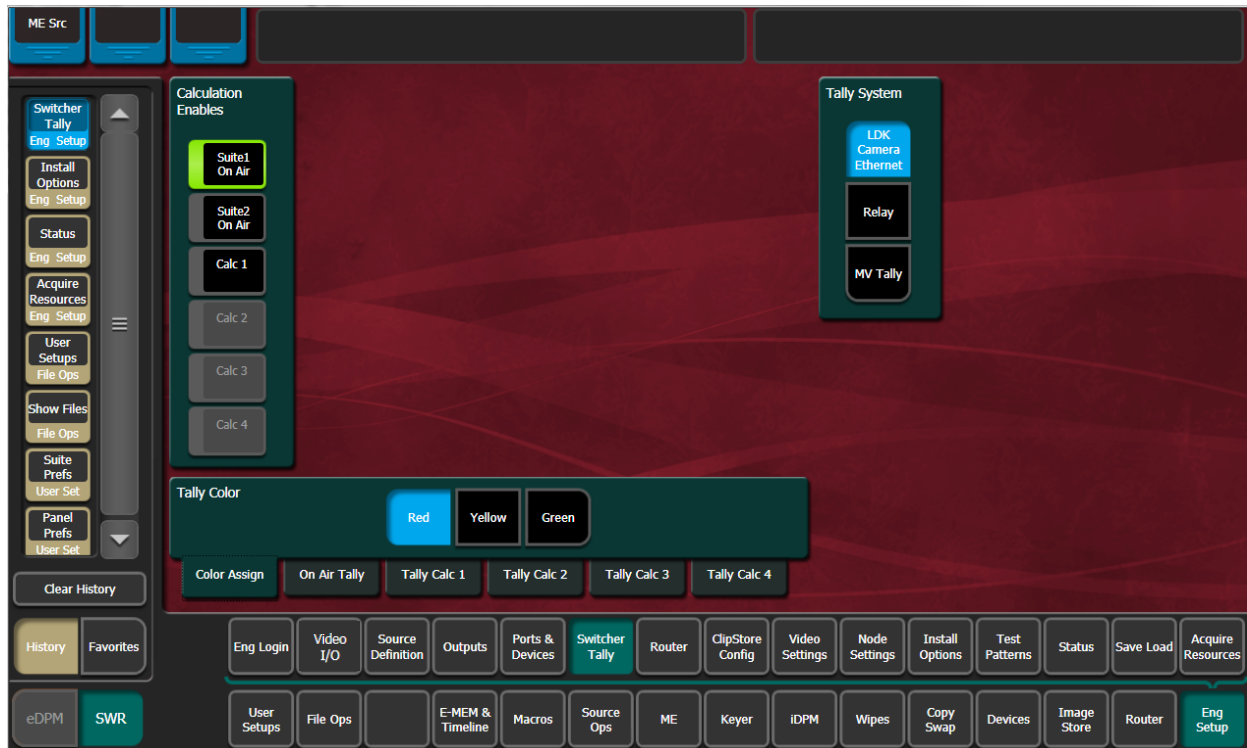 ME Src
Switcher
Tally
Eng Setup
Install
Options
Eng Setup
Status
Eng Setup
Acquire
Resources
Eng Setup
User
Setups
File Ops
Show Files
File Ops
Suite
Prefs
User Set
Panel
Prefs
User Set
Clear History
History
Favorites
eDPM
SWR
Calculation
Enables
Suite1
On Air
Suite2
On Air
Calc 1
Calc 2
Calc 3
Calc 4
Tally System
LDK
Camera
Ethernet
Relay
MV Tally
Tally Color
Red
Yellow
Green
Color Assign
On Air Tally
Tally Calc 1
Tally Calc 2
Tally Calc 3
Tally Calc 4
Eng Login
Video
I/O
Source
Definition
Outputs
Ports &
Devices
Switcher
Tally
Router
ClipStore
Config
Video
Settings
Node
Settings
Install
Options
Test
Patterns
Status
Save Load
Acquire
Resources
User
Setups
File Ops
E-MEM &
Timeline
Macros
Source
Ops
ME
Keyer
iDPM
Wipes
Copy
Swap
Devices
Image
Store
Router
Eng
Setup